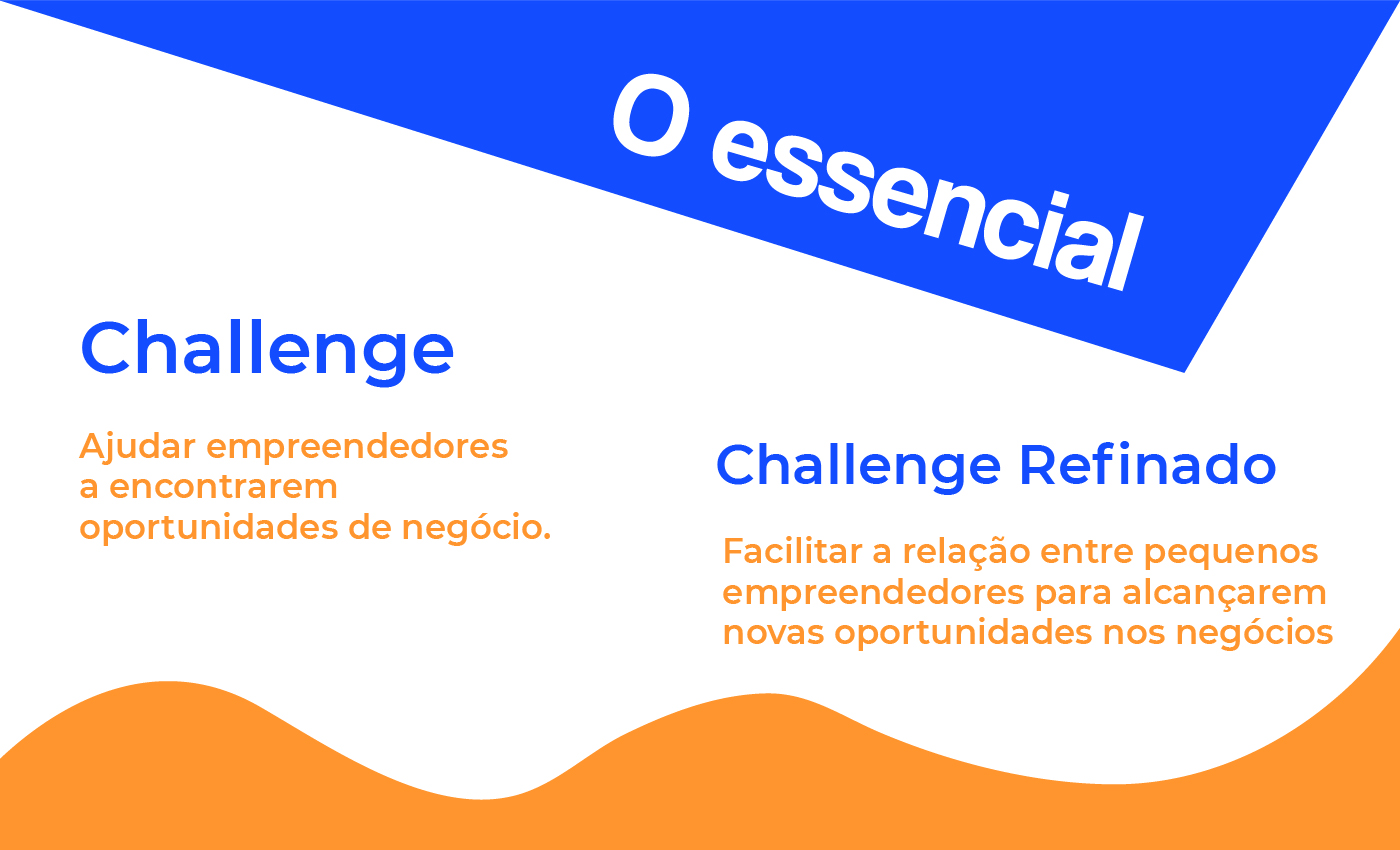 O essencial
Challenge
Ajudar empreendedores
a encontrarem
oportunidades de negócio.
Challenge Refinado
Facilitar a relação entre pequenos
empreendedores para alcançarem
novas oportunidades nos negócios